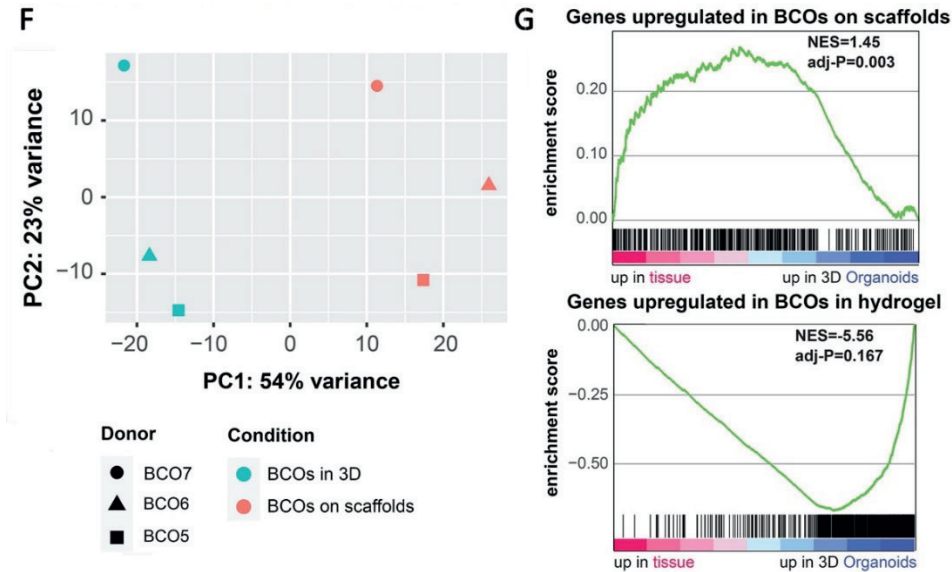 F
PC2: 23% variance
10
0
−10
−20
−10
0
10
20
PC1: 54% variance
Donor
BCO7
BCO6
BCO5
Condition
BCOs in 3D
BCOs on scaffolds
G
Genes upregulated in BCOs on scaffolds
NES=1.45
adj-P=0.003
enrichment score
0.20
0.10
0.00
up in tissue
up in 3D Organoids
Genes upregulated in BCOs in hydrogel
NES=-5.56
adj-P=0.167
enrichment score
0.00
−0.25
−0.50
up in tissue
up in 3D Organoids